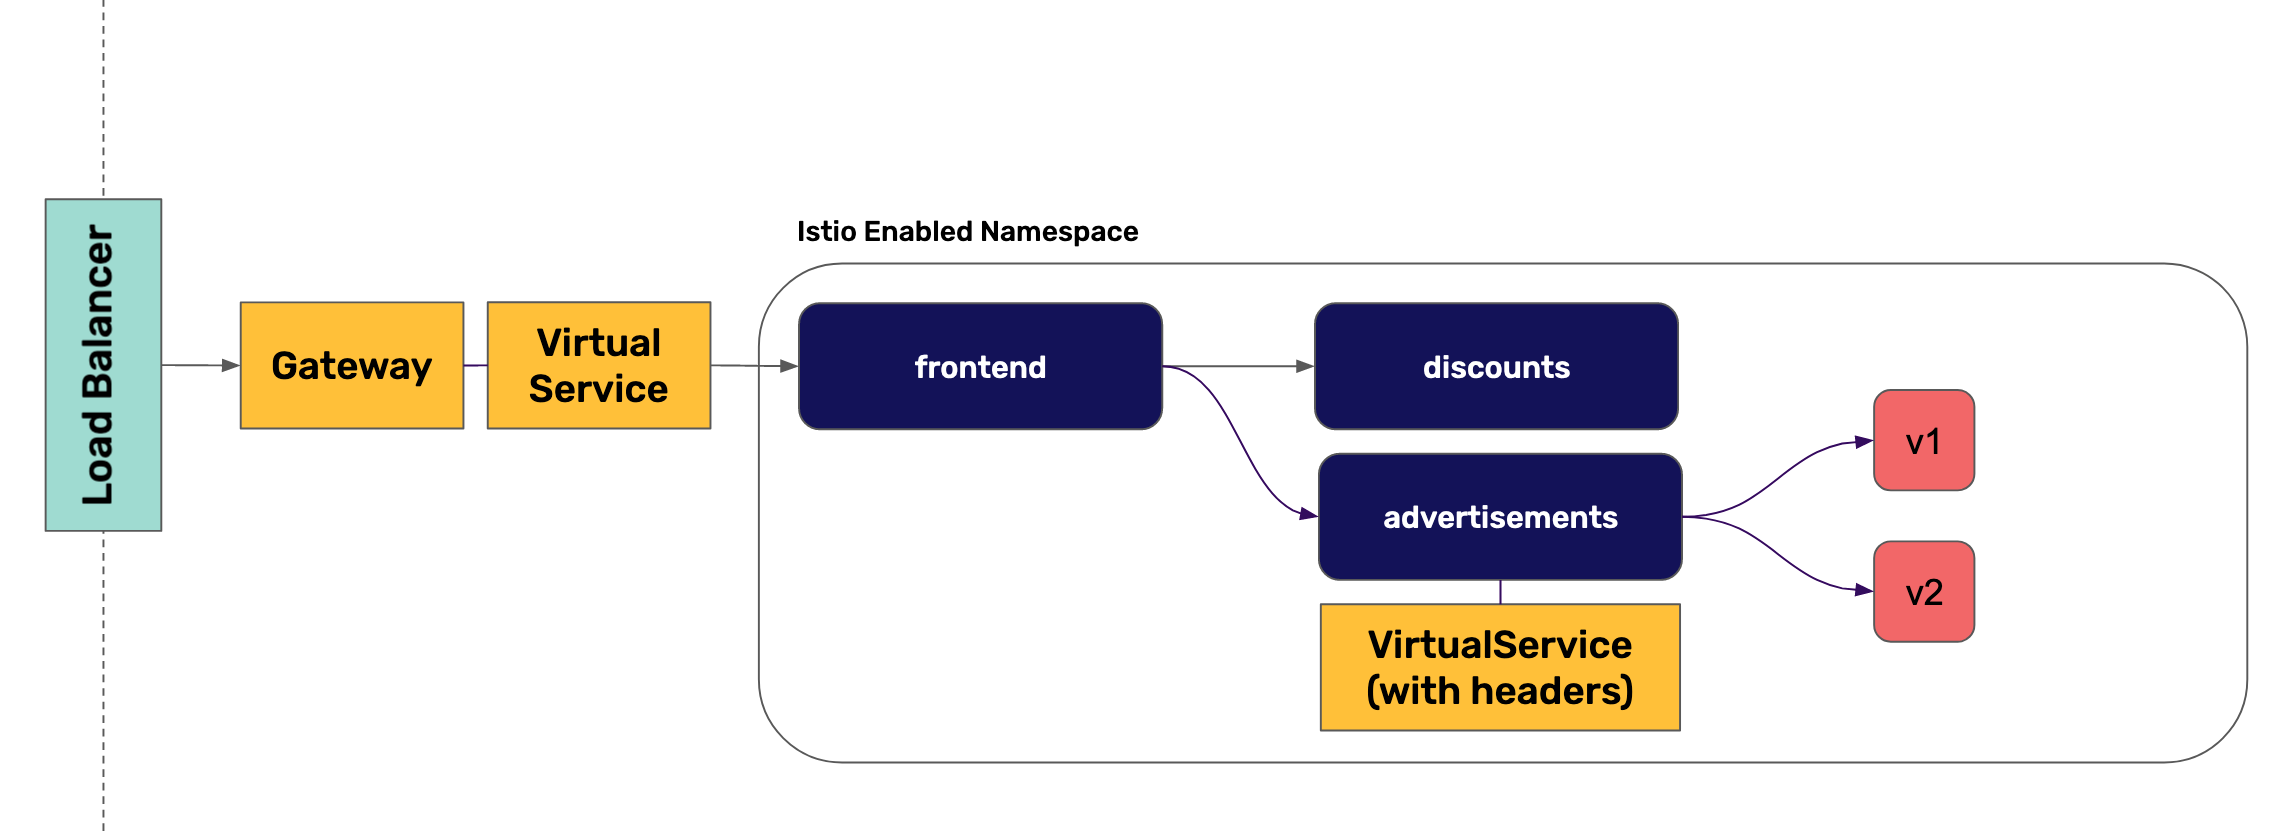 Load Balancer
Gateway
Virtual
Service
Istio Enabled Namespace
frontend
discounts
advertisements
v1
v2
VirtualService
(with headers)